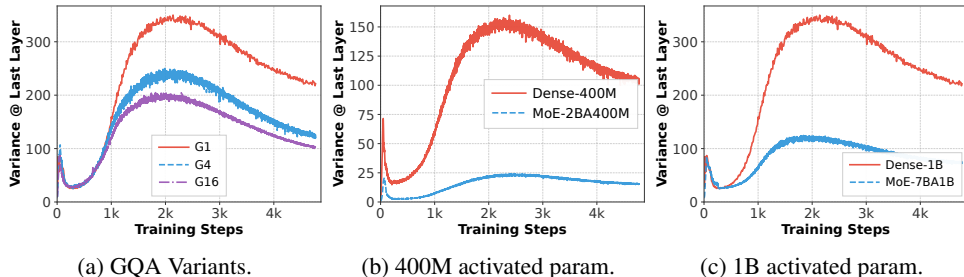 Variance @ Last Layer
300
200
100
0
0
1k
2k
3k
4k
Training Steps
G1
G4
G16
(a) GQA Variants.
Variance @ Last Layer
150
125
100
75
50
25
0
0
1k
2k
3k
4k
Training Steps
Dense-400M
MoE-2BA400M
(b) 400M activated param.
Variance @ Last Layer
300
200
100
0
0
1k
2k
3k
4k
Training Steps
Dense-1B
MoE-7BA1B
(c) 1B activated param.